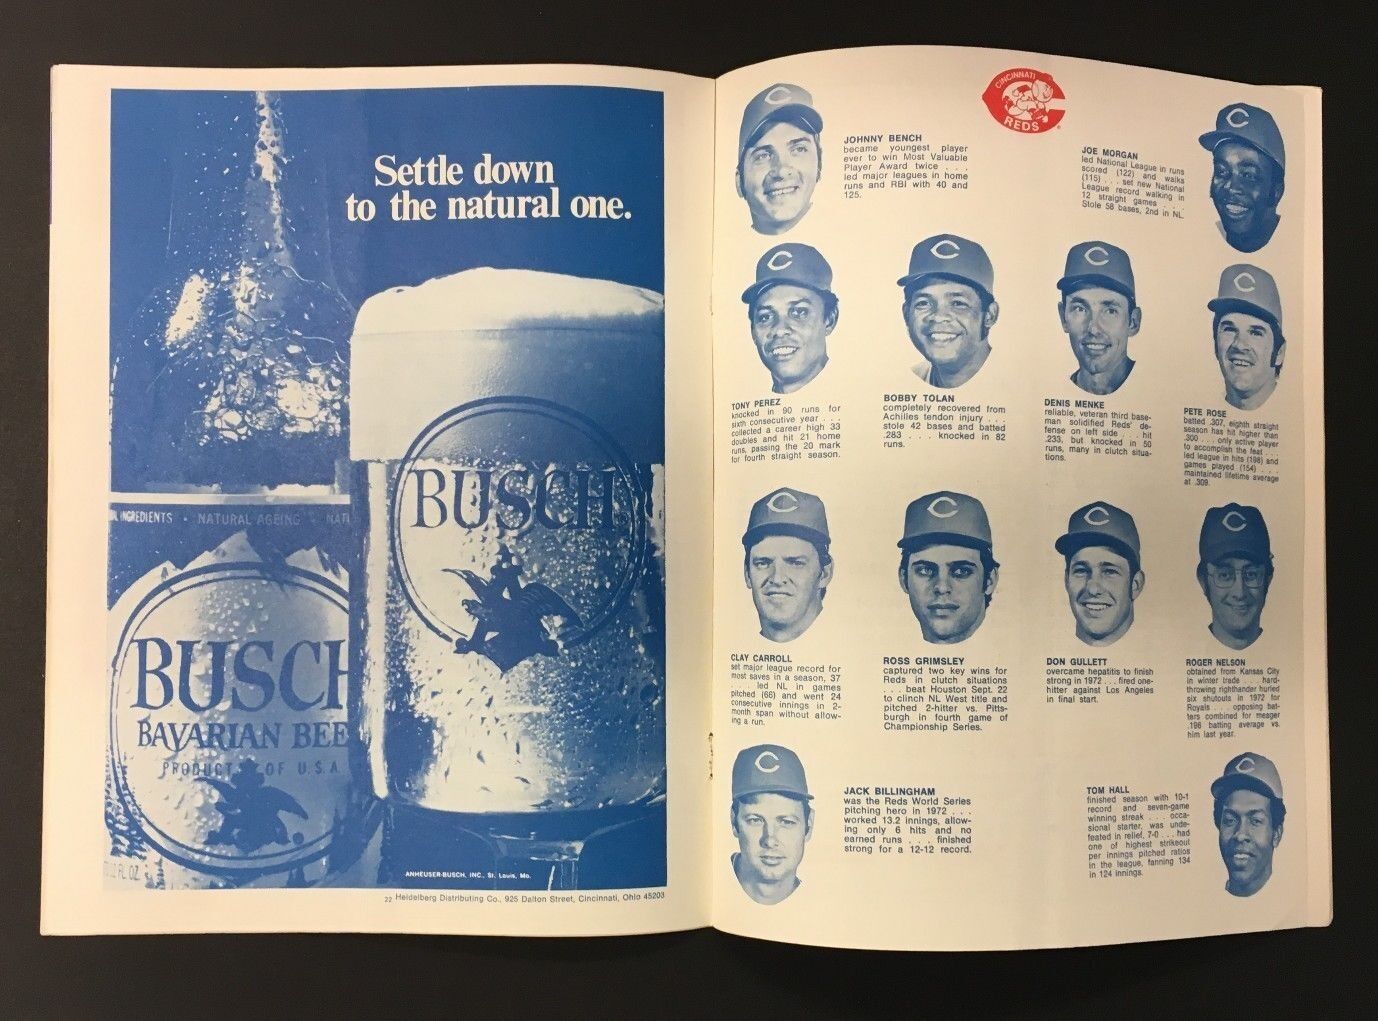 Settle down
to the natural one.
BUSCH
INGREDIENTS • NATURAL AGEING • NAT
BUSCH
BAVARIAN BEE
PRODUCT OF U.S.A.
FL. OZ.
ANHEUSER-BUSCH, INC., St. Louis, Mo.
22 Heidelberg Distributing Co., 925 Dalton Street, Cincinnati, Ohio 45203
CINCINNATI
REDS
JOHNNY BENCH
became youngest player
ever to win Most Valuable
Player Award twice . . .
led major leagues in home
runs and RBI with 40 and
125.
JOE MORGAN
led National League in runs
scored (122) and walks
(115) . . . set new National
League record walking in
12 straight games . . .
Stole 58 bases, 2nd in NL.
TONY PEREZ
knocked in 90 runs for
sixth consecutive year . . .
collected a career high 33
doubles and hit 21 home
runs, passing the 20 mark
for fourth straight season.
BOBBY TOLAN
completely recovered from
Achilles tendon injury . . .
stole 42 bases and batted
.283 . . . knocked in 82
runs.
DENIS MENKE
reliable, veteran third base-
man solidified Reds' de-
fense on left side . . . hit
.233, but knocked in 50
runs, many in clutch situa-
tions.
PETE ROSE
batted .307, eighth straight
season has hit higher than
.300 . . . only active player
to accomplish the feat . . .
led league in hits (198) and
games played (154) . . .
maintained lifetime average
at .309.
CLAY CARROLL
set major league record for
most saves in a season, 37
. . . led NL in games
pitched (66) and went 24
consecutive innings in 2-
month span without allow-
ing a run.
ROSS GRIMSLEY
captured two key wins for
Reds in clutch situations
. . . beat Houston Sept. 22
to clinch NL West title and
pitched 2-hitter vs. Pitts-
burgh in fourth game of
Championship Series.
DON GULLETT
overcame hepatitis to finish
strong in 1972 . . . fired one-
hitter against Los Angeles
in final start.
ROGER NELSON
obtained from Kansas City
in winter trade . . . hard-
throwing righthander hurled
six shutouts in 1972 for
Royals . . . opposing bat-
ters combined for meager
.196 batting average vs.
him last year.
JACK BILLINGHAM
was the Reds World Series
pitching hero in 1972 . . .
worked 13.2 innings, allow-
ing only 6 hits and no
earned runs . . . finished
strong for a 12-12 record.
TOM HALL
finished season with 10-1
record and seven-game
winning streak . . . occa-
sional starter, was unde-
feated in relief, 7-0 . . . had
one of highest strikeout
per innings pitched ratios
in the league, fanning 134
in 124 innings.